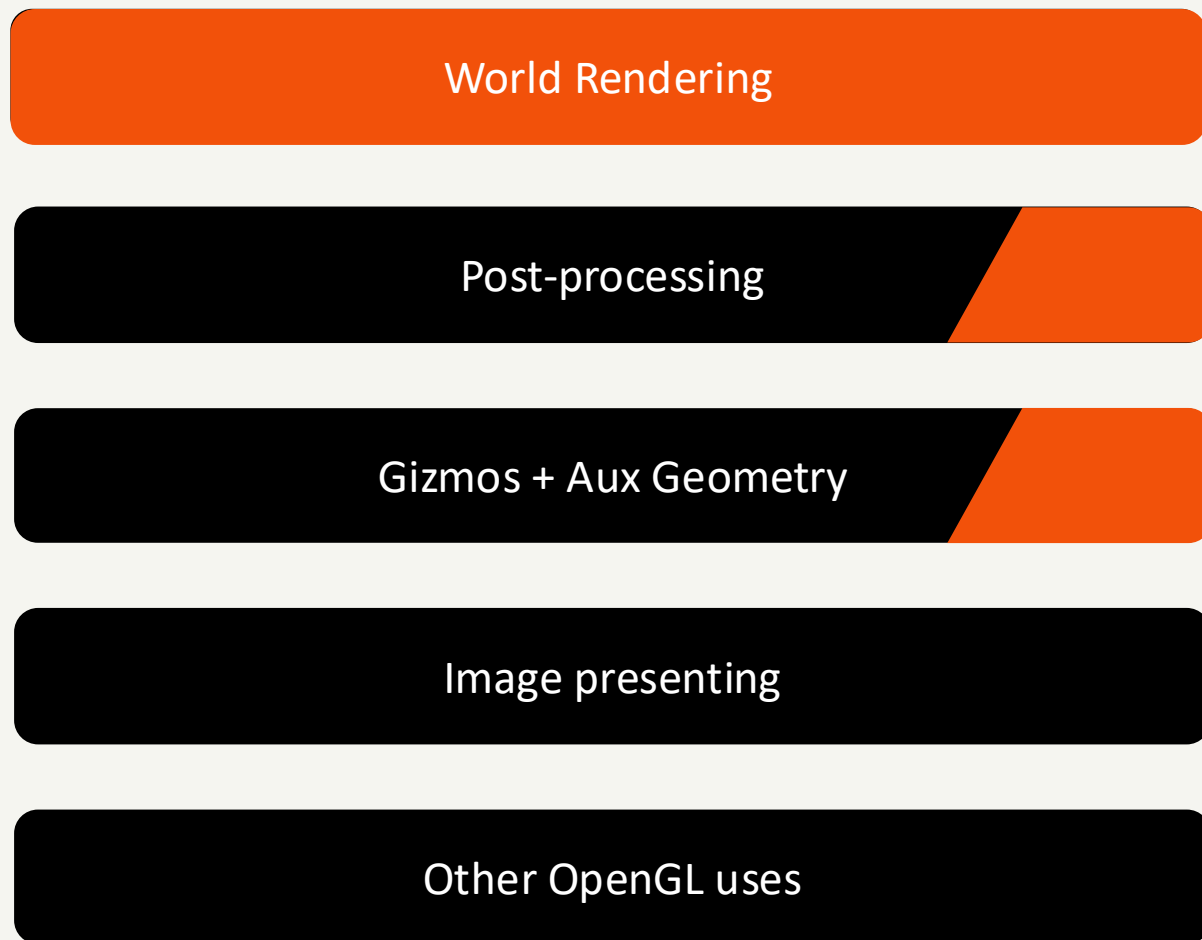 World Rendering
Post-processing
Gizmos + Aux Geometry
Image presenting
Other OpenGL uses